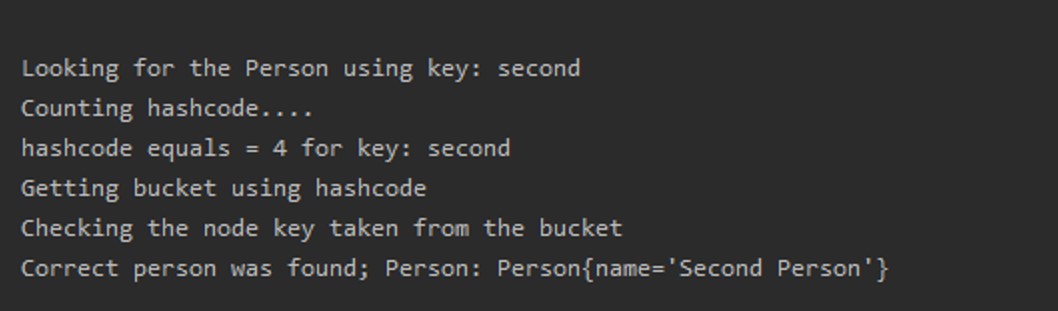 Looking for the Person using key: second
Counting hashcode....
hashcode equals = 4 for key: second
Getting bucket using hashcode
Checking the node key taken from the bucket
Correct person was found; Person: Person{name='Second Person'}